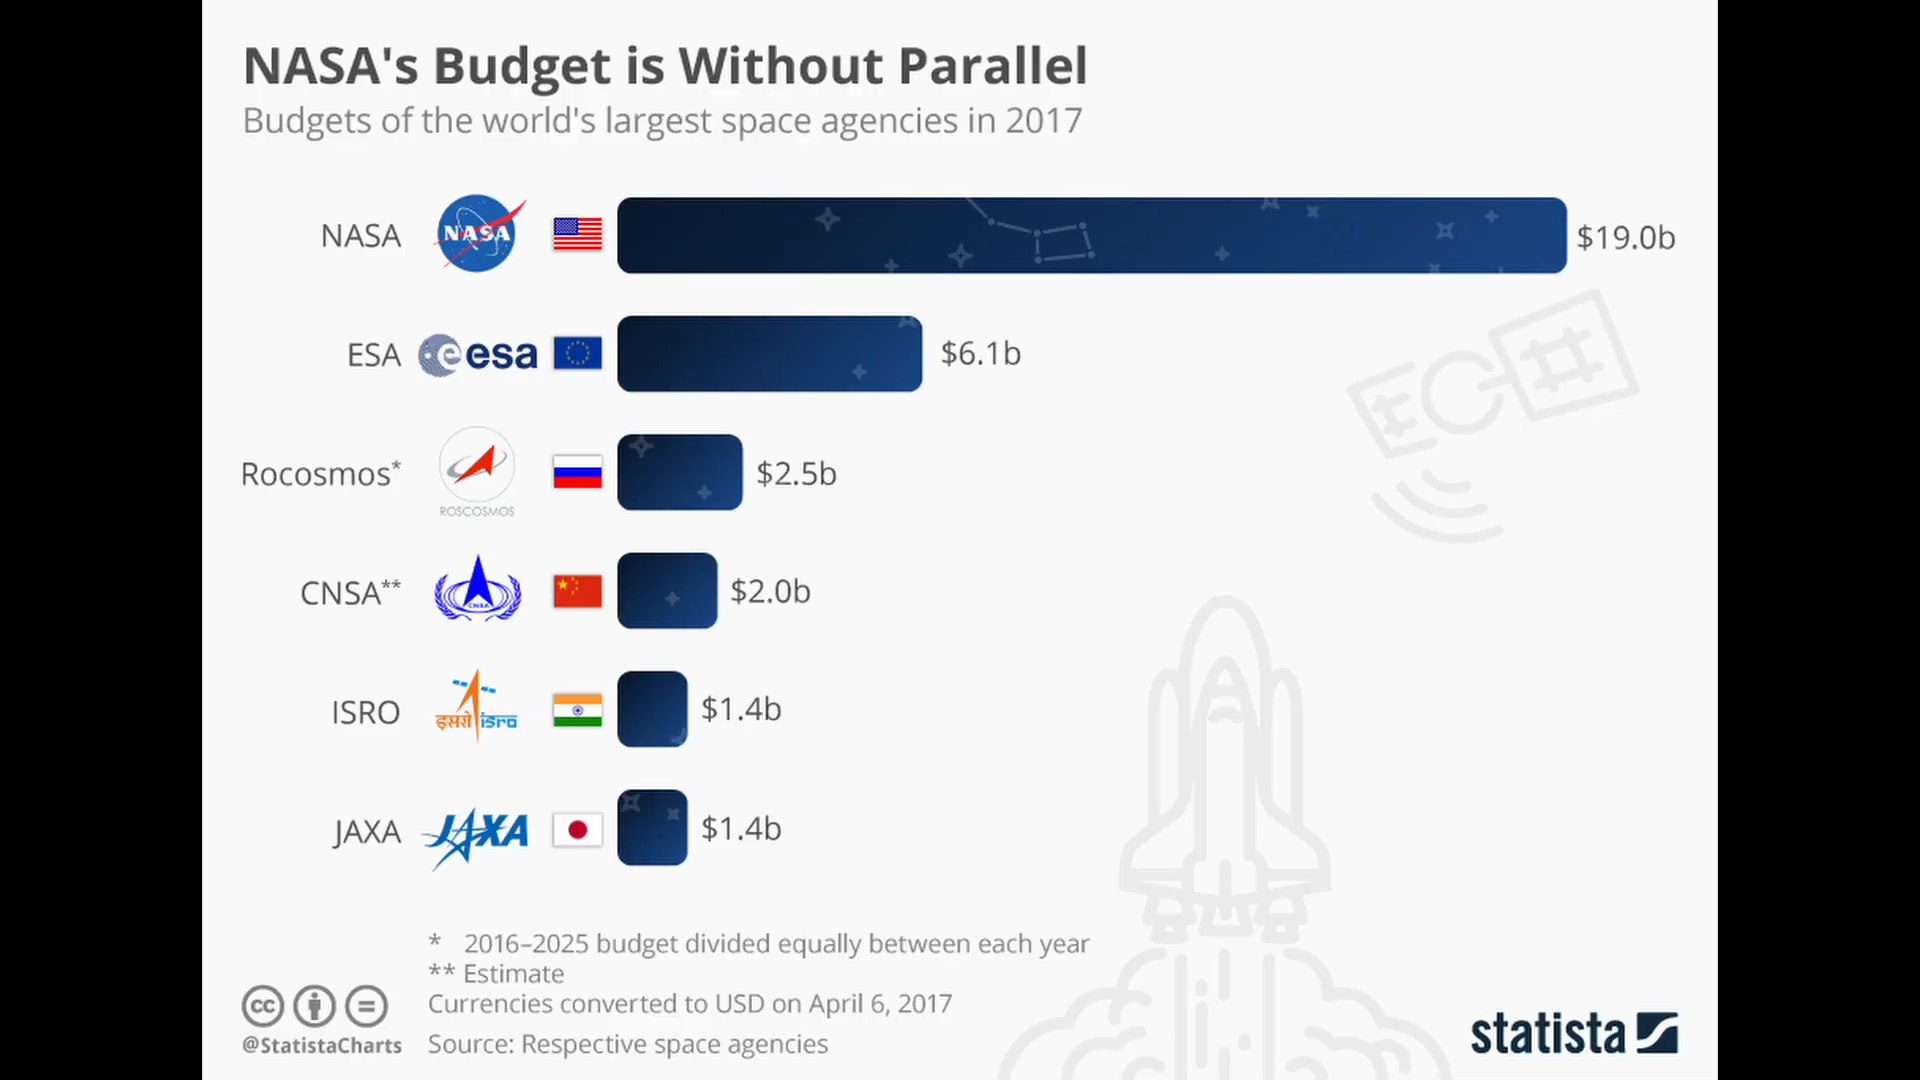 NASA's Budget is Without Parallel
Budgets of the world's largest space agencies in 2017
NASA NASA $19.0b
ESA esa $6.1b
Rocosmos* $2.5b
ROSCOSMOS
CNSA** CNSA $2.0b
ISRO इसरो isro $1.4b
JAXA JAXA $1.4b
* 2016–2025 budget divided equally between each year
** Estimate
Currencies converted to USD on April 6, 2017
@StatistaCharts Source: Respective space agencies
cc
statista